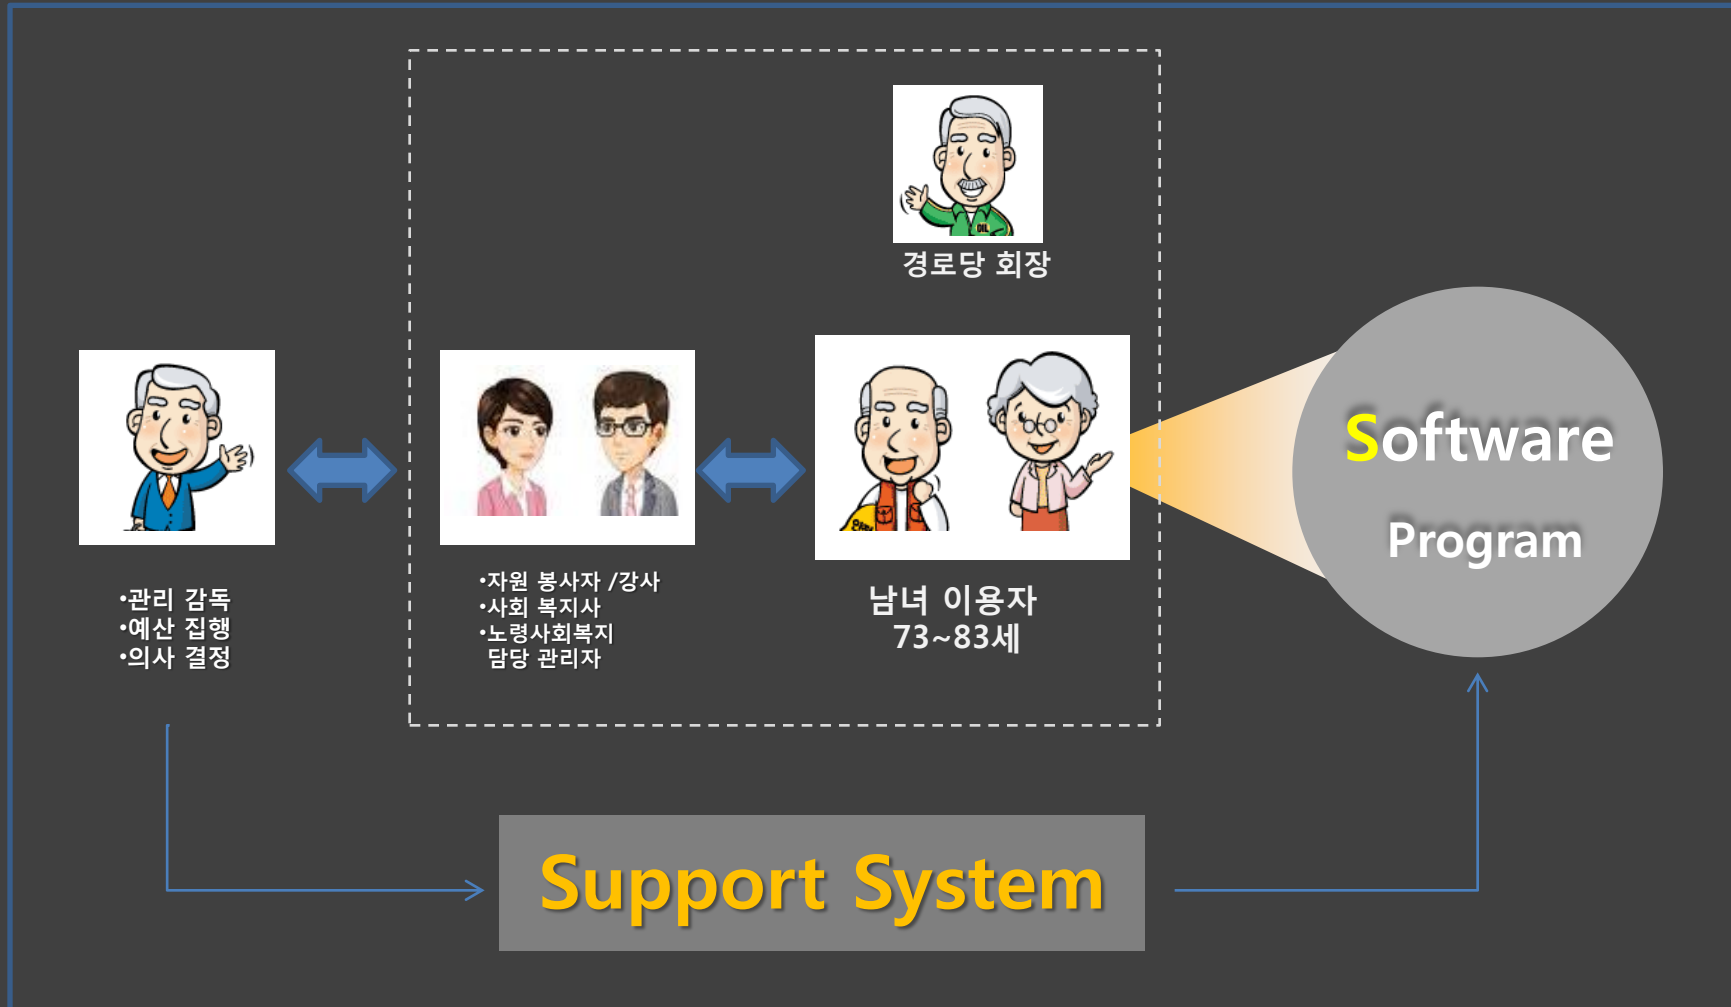 경로당 회장
•관리 감독
•예산 집행
•의사 결정
•자원 봉사자 /강사
•사회 복지사
•노령사회복지
담당 관리자
OIL
남녀 이용자
73~83세
Software
Program
Support System